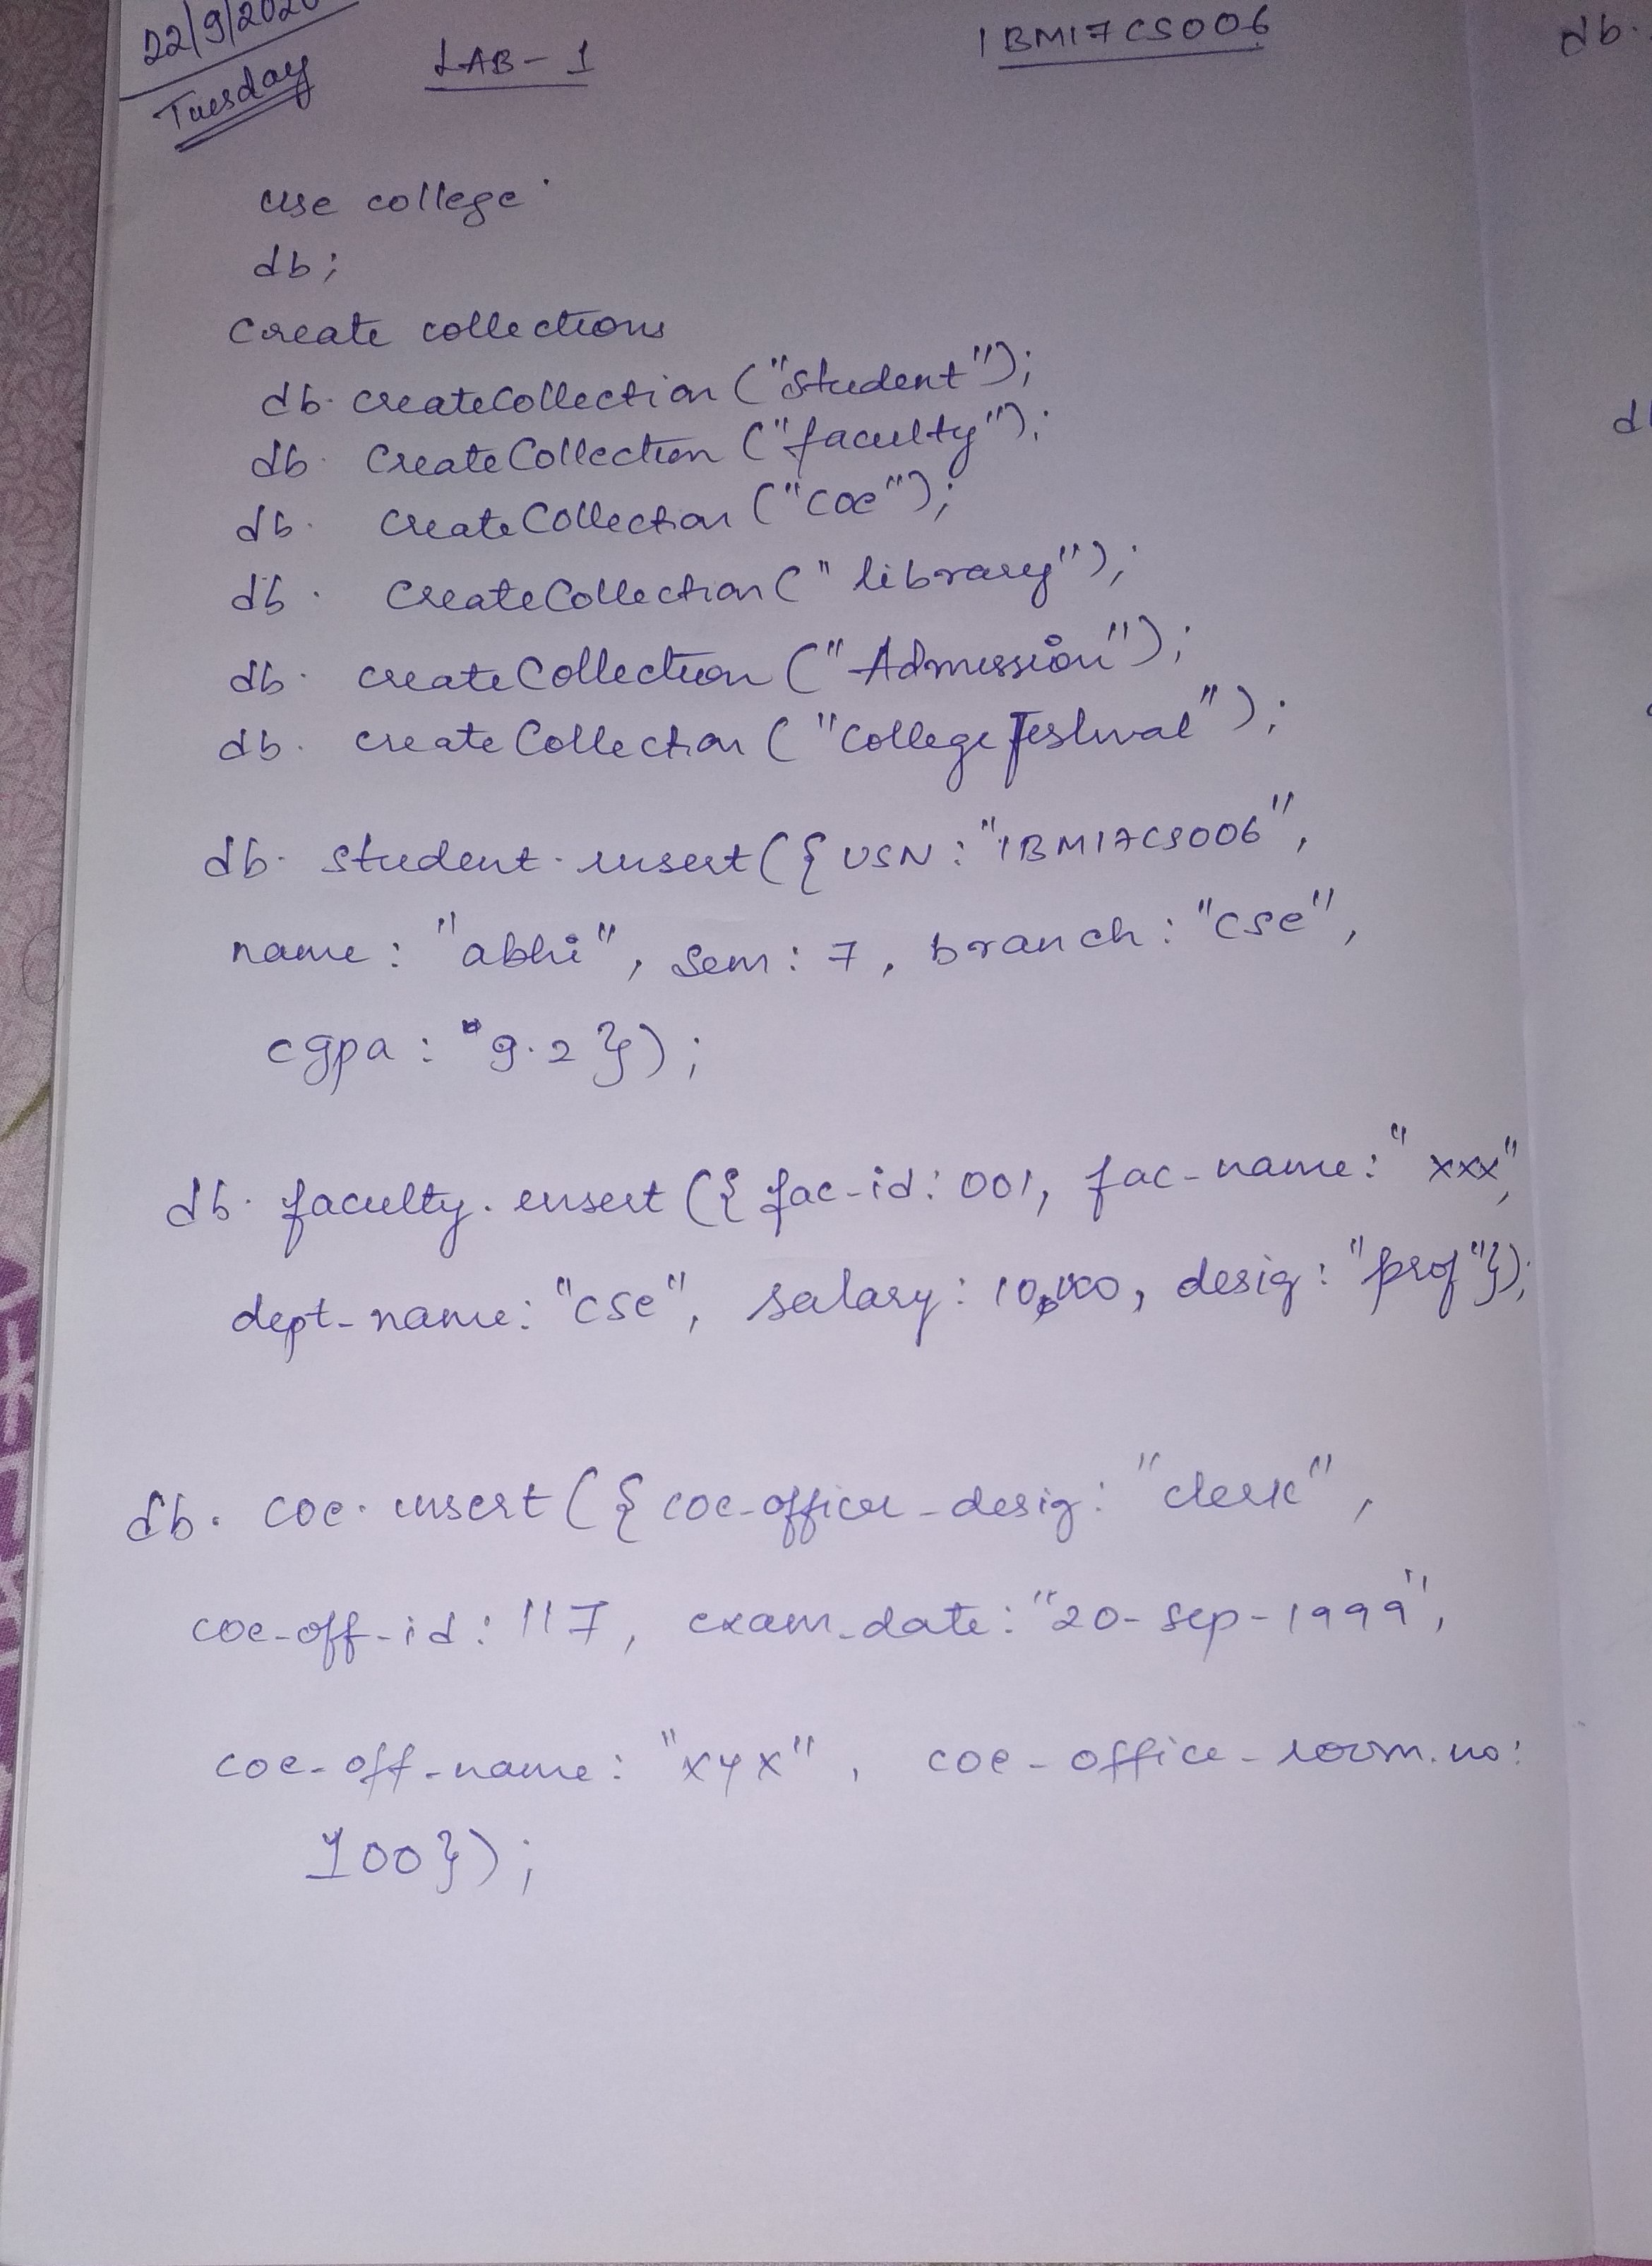 22/9/2020
Tuesday
LAB - 1
1BM17CS006
use college
db;
Create collections
db.createCollection("student");
db.createCollection("faculty");
db.createCollection("coe");
db.createCollection("library");
db.createCollection("Admission");
db.createCollection("collegefestival");
db.student.insert({USN:"1BM17CS006",
name: "abhi", sem: 7, branch: "cse",
cgpa: 9.2});
db.faculty.insert({fac-id: 001, fac-name: "xxx",
dept-name: "cse", salary: 10,000, desig: "prof"});
db.coe.insert({coe-officer-desig: "clerk",
coe-off-id: 117, exam-date: "20-sep-1999",
coe-off-name: "xyx", coe-office-room.no:
100});
db.